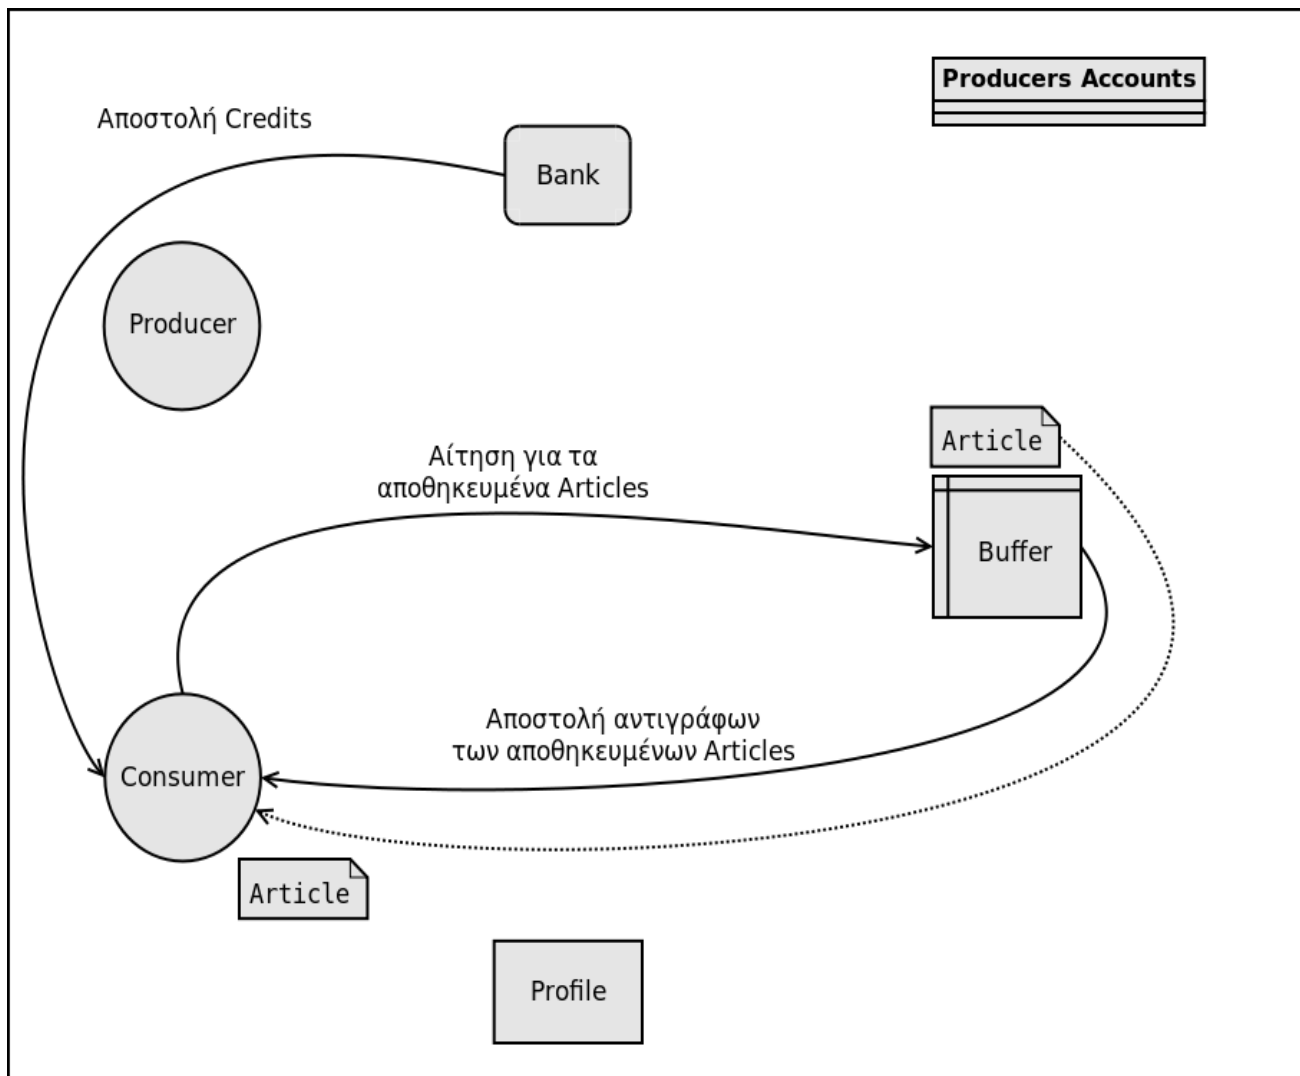 Producers Accounts
Αποστολή Credits
Bank
Producer
Article
Αίτηση για τα
αποθηκευμένα Articles
Buffer
Αποστολή αντιγράφων
των αποθηκευμένων Articles
Consumer
Article
Profile